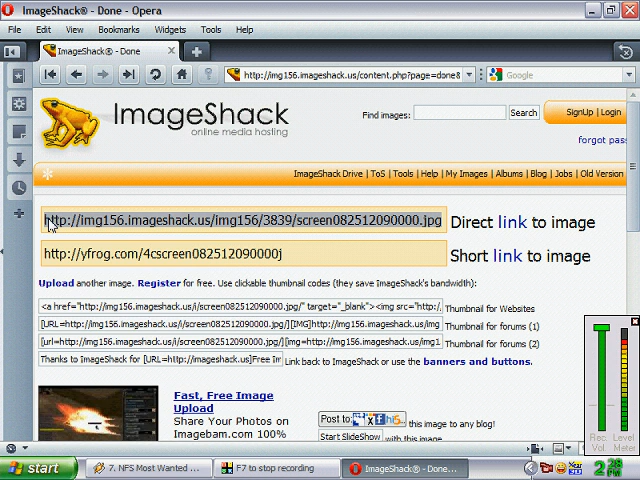 ImageShack® - Done - Opera
File Edit View Bookmarks Widgets Tools Help
ImageShack® - Done
http://img156.imageshack.us/content.php?page=done& Google
ImageShack
online media hosting
Find images: Search SignUp | Login
forgot pass
ImageShack Drive | ToS | Tools | Help | My Images | Albums | Blog | Jobs | Old Version
http://img156.imageshack.us/img156/3839/screen082512090000.jpg Direct link to image
http://yfrog.com/4cscreen082512090000j Short link to image
Upload another image. Register for free. Use clickable thumbnail codes (they save ImageShack's bandwidth):
<a href="http://img156.imageshack.us/i/screen082512090000.jpg/" target="_blank"><img src="http:/ Thumbnail for Websites
[URL=http://img156.imageshack.us/i/screen082512090000.jpg/][IMG]http://img156.imageshack.us/img Thumbnail for forums (1)
[url=http://img156.imageshack.us/i/screen082512090000.jpg/][img=http://img156.imageshack.us/img1 Thumbnail for forums (2)
Thanks to ImageShack for [URL=http://imageshack.us]Free Im Link back to ImageShack or use the banners and buttons.
Fast, Free Image
Upload
Share Your Photos on
Imagebam.com 100%
Post to hi5 this image to any blog!
Start SlideShow with this image
Rec. Level
Vol. Meter
start 7. NFS Most Wanted ... F7 to stop recording ImageShack® - Done...
2:28 PM